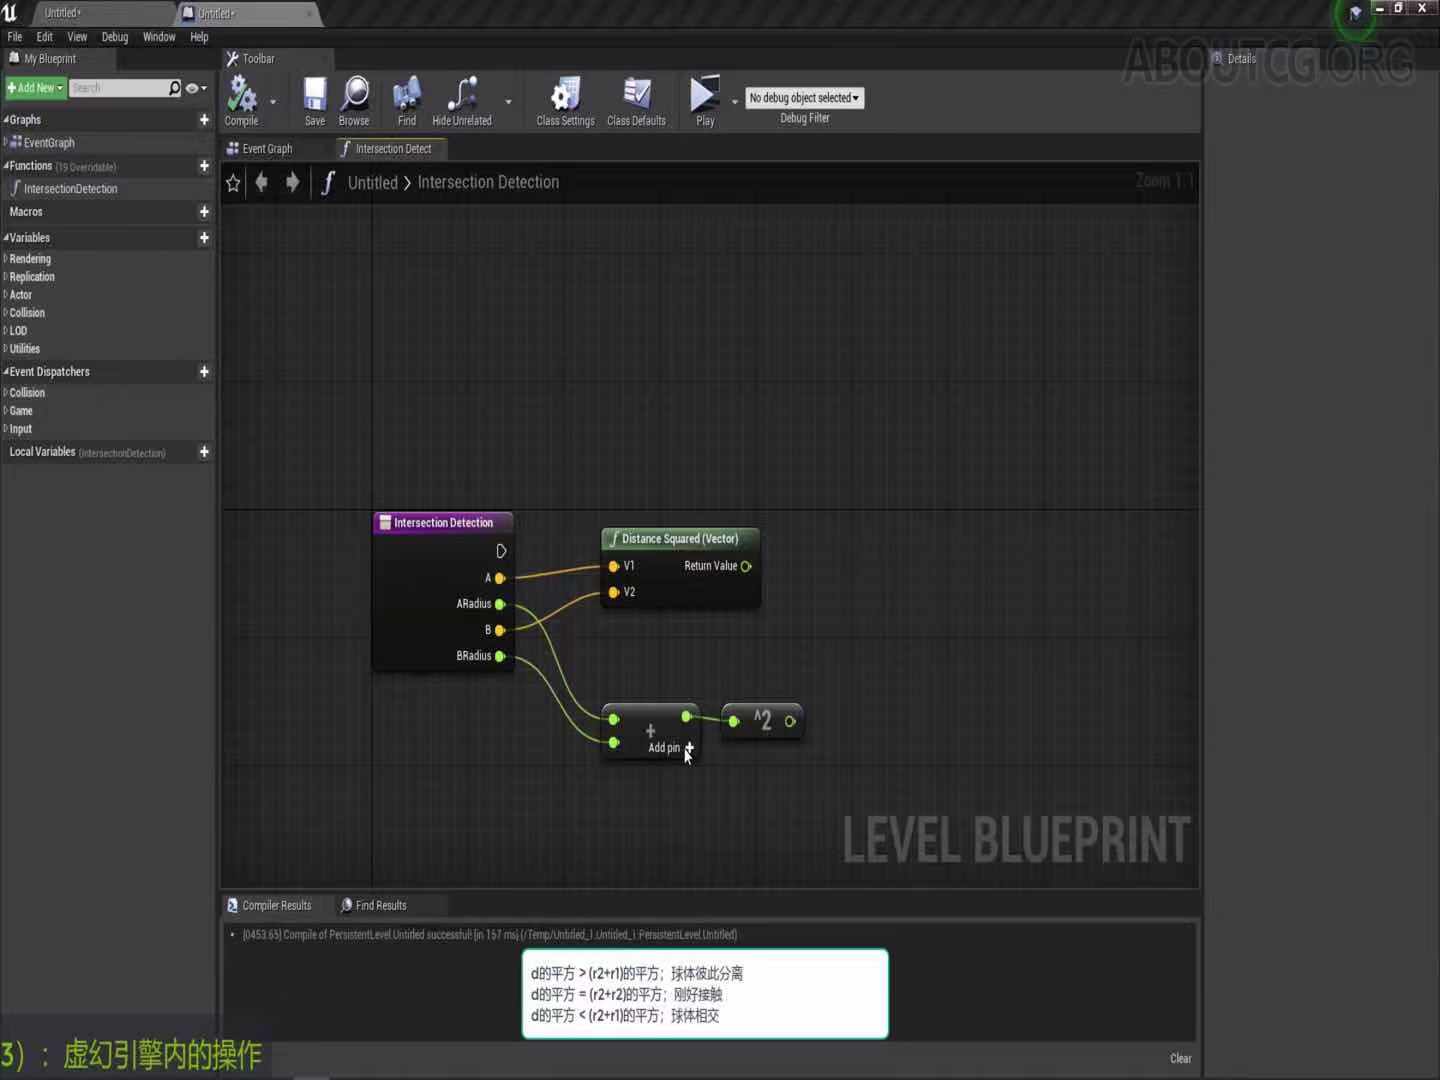 Untitled*
Untitled*
File Edit View Debug Window Help
ABOUTCG.ORG
My Blueprint
Toolbar
Details
Add New
Search
Compile
Save
Browse
Find
Hide Unrelated
Class Settings
Class Defaults
Play
No debug object selected
Debug Filter
Graphs
EventGraph
Functions (19 Overridable)
IntersectionDetection
Macros
Variables
Rendering
Replication
Actor
Collision
LOD
Utilities
Event Dispatchers
Collision
Game
Input
Local Variables (IntersectionDetection)
Event Graph
Intersection Detect
Untitled > Intersection Detection
Zoom 1:1
Intersection Detection
A
ARadius
B
BRadius
Distance Squared (Vector)
V1 Return Value
V2
+
Add pin +
^2
LEVEL BLUEPRINT
Compiler Results
Find Results
[0453.65] Compile of PersistentLevel.Untitled successful! [in 157 ms] (/Temp/Untitled_1.Untitled_1:PersistentLevel.Untitled)
d的平方 > (r2+r1)的平方；球体彼此分离
d的平方 = (r2+r2)的平方；刚好接触
d的平方 < (r2+r1)的平方；球体相交
3）：虚幻引擎内的操作
Clear